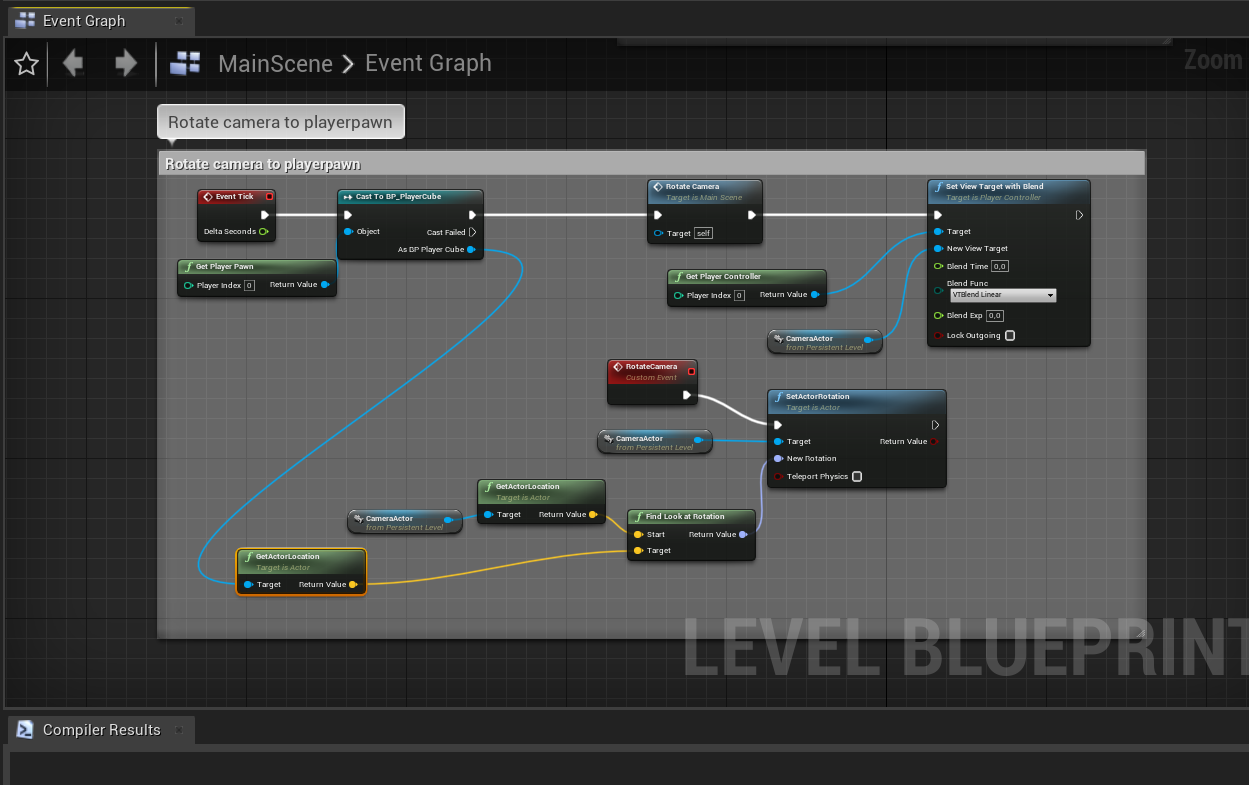 Event Graph
MainScene > Event Graph
Zoom
Rotate camera to playerpawn
Rotate camera to playerpawn
Event Tick
Delta Seconds
Cast To BP_PlayerCube
Object
Cast Failed
As BP Player Cube
Get Player Pawn
Player Index 0
Return Value
Rotate Camera
Target is Main Scene
Target self
Set View Target with Blend
Target is Player Controller
Target
New View Target
Blend Time 0,0
Blend Func
VTBlend Linear
Blend Exp 0,0
Lock Outgoing
Get Player Controller
Player Index 0
Return Value
CameraActor
from Persistent Level
RotateCamera
Custom Event
SetActorRotation
Target is Actor
Target
Return Value
New Rotation
Teleport Physics
CameraActor
from Persistent Level
GetActorLocation
Target is Actor
Target
Return Value
CameraActor
from Persistent Level
Find Look at Rotation
Start
Return Value
Target
GetActorLocation
Target is Actor
Target
Return Value
LEVEL BLUEPRINT
Compiler Results